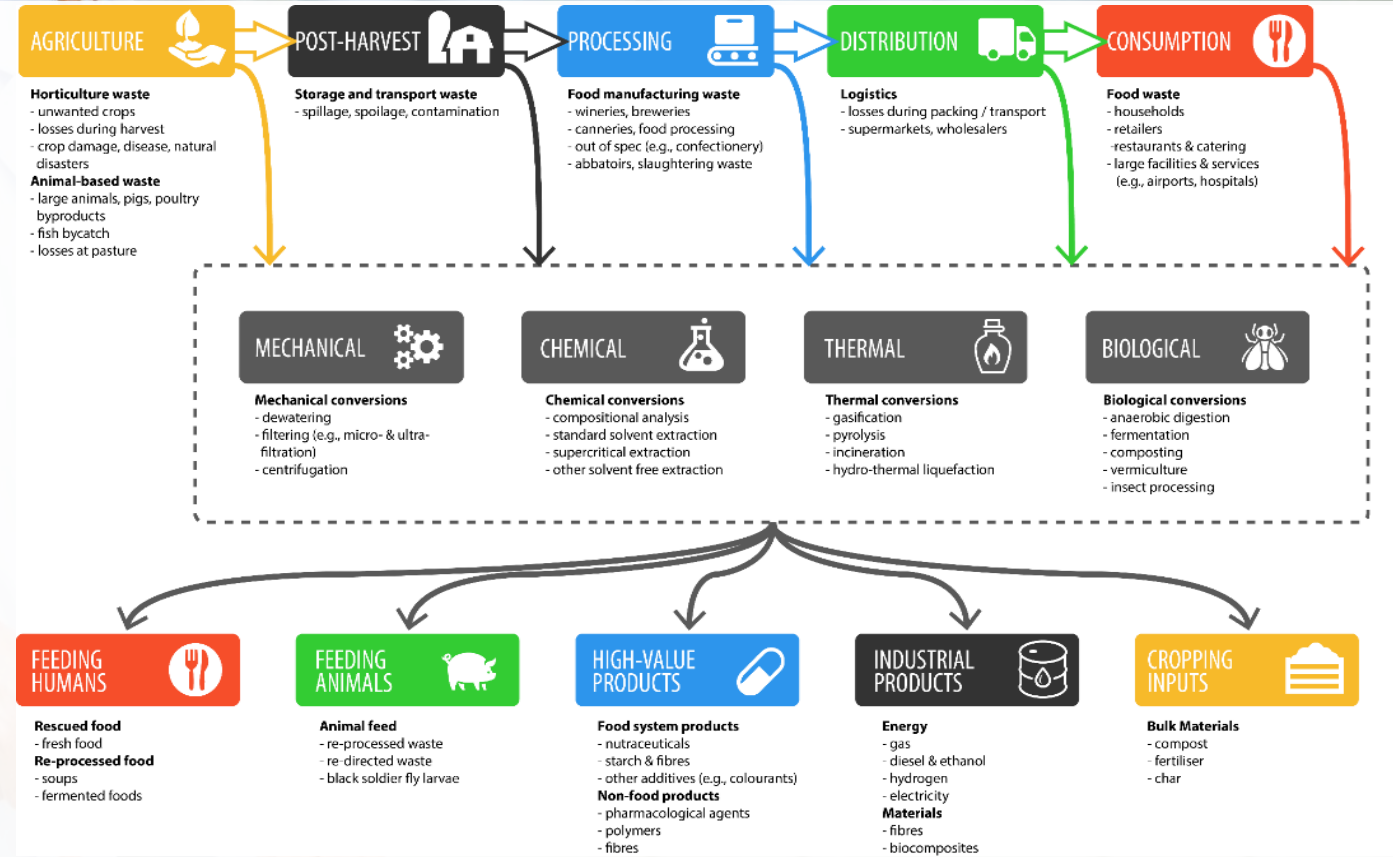 AGRICULTURE
POST-HARVEST
PROCESSING
DISTRIBUTION
CONSUMPTION
Horticulture waste
- unwanted crops
- losses during harvest
- crop damage, disease, natural
disasters
Animal-based waste
- large animals, pigs, poultry
byproducts
- fish bycatch
- losses at pasture
Storage and transport waste
- spillage, spoilage, contamination
Food manufacturing waste
- wineries, breweries
- canneries, food processing
- out of spec (e.g., confectionery)
- abbatoirs, slaughtering waste
Logistics
- losses during packing / transport
- supermarkets, wholesalers
Food waste
- households
- retailers
-restaurants & catering
- large facilities & services
(e.g., airports, hospitals)
MECHANICAL
CHEMICAL
THERMAL
BIOLOGICAL
Mechanical conversions
- dewatering
- filtering (e.g., micro- & ultra-
filtration)
- centrifugation
Chemical conversions
- compositional analysis
- standard solvent extraction
- supercritical extraction
- other solvent free extraction
Thermal conversions
- gasification
- pyrolysis
- incineration
- hydro-thermal liquefaction
Biological conversions
- anaerobic digestion
- fermentation
- composting
- vermiculture
- insect processing
FEEDING
HUMANS
FEEDING
ANIMALS
HIGH-VALUE
PRODUCTS
INDUSTRIAL
PRODUCTS
CROPPING
INPUTS
Rescued food
- fresh food
Re-processed food
- soups
- fermented foods
Animal feed
- re-processed waste
- re-directed waste
- black soldier fly larvae
Food system products
- nutraceuticals
- starch & fibres
- other additives (e.g., colourants)
Non-food products
- pharmacological agents
- polymers
- fibres
Energy
- gas
- diesel & ethanol
- hydrogen
- electricity
Materials
- fibres
- biocomposites
Bulk Materials
- compost
- fertiliser
- char